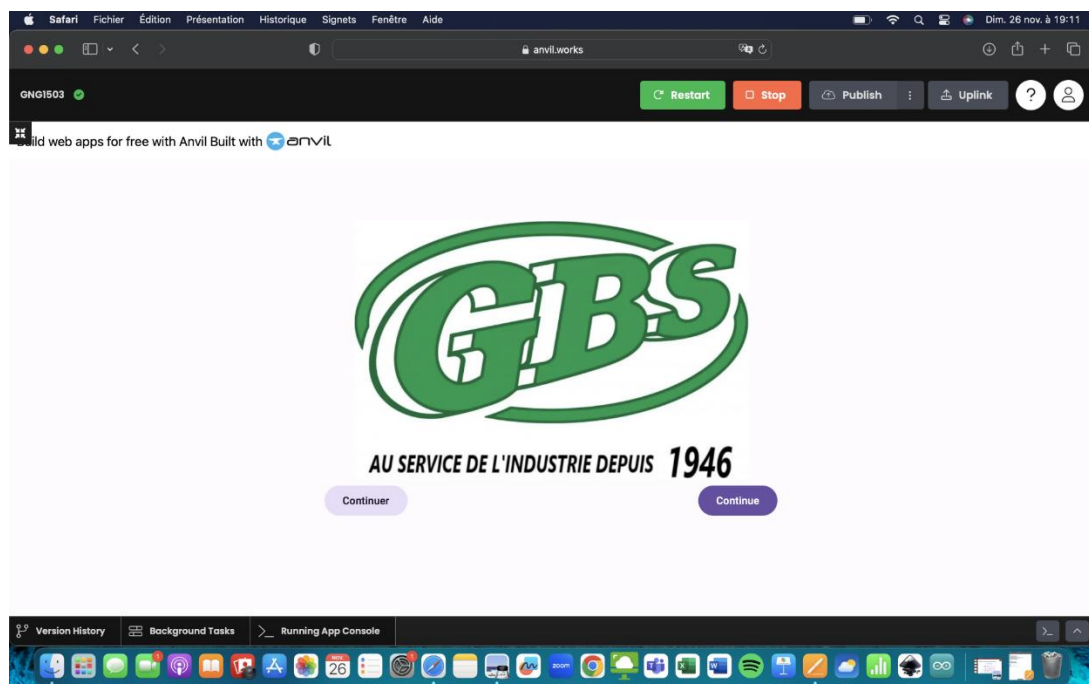 Safari Fichier Édition Présentation Historique Signets Fenêtre Aide Dim. 26 nov. à 19:11
anvil.works
GNG1503 Restart Stop Publish Uplink ?
ild web apps for free with Anvil Built with anvil
GBS
AU SERVICE DE L'INDUSTRIE DEPUIS 1946
Continuer Continue
Version History Background Tasks Running App Console
NOV
26
zoom